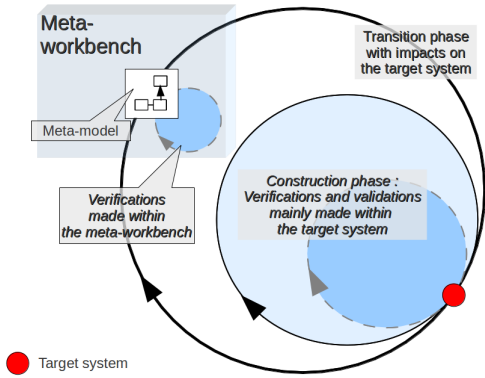 Meta-
workbench
Transition phase
with impacts on
the target system
Meta-model
Construction phase :
Verifications and validations
mainly made within
the target system
Verifications
made within
the meta-workbench
Target system